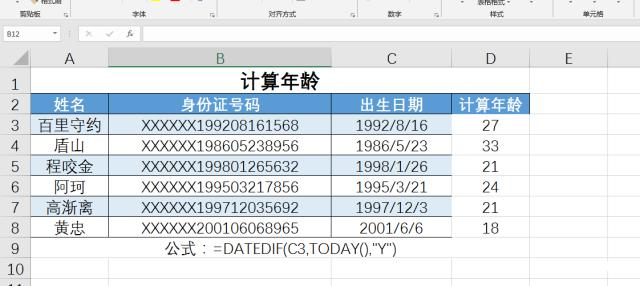 剪贴板 字体 对齐方式 数字 样式 单元格
B12 fx
A B C D E
1 计算年龄
2 姓名 身份证号码 出生日期 计算年龄
3 百里守约 XXXXXX199208161568 1992/8/16 27
4 盾山 XXXXXX198605238956 1986/5/23 33
5 程咬金 XXXXXX199801265632 1998/1/26 21
6 阿珂 XXXXXX199503217856 1995/3/21 24
7 高渐离 XXXXXX199712035692 1997/12/3 21
8 黄忠 XXXXXX200106068965 2001/6/6 18
9 公式：=DATEDIF(C3,TODAY(),"Y")
10